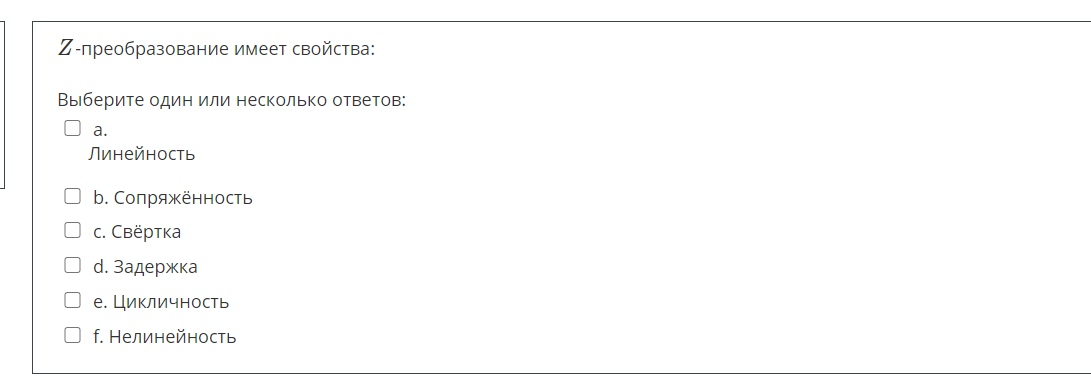 Z-преобразование имеет свойства:
Выберите один или несколько ответов:
a.
Линейность
b. Сопряжённость
c. Свёртка
d. Задержка
e. Цикличность
f. Нелинейность